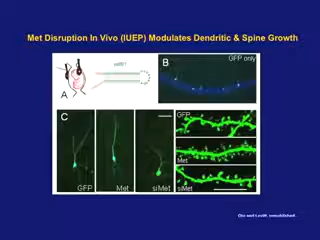 Met Disruption In Vivo (IUEP) Modulates Dendritic & Spine Growth
GFP only
B
A
C
GFP
Met
siMet
GFP
Met
siMet